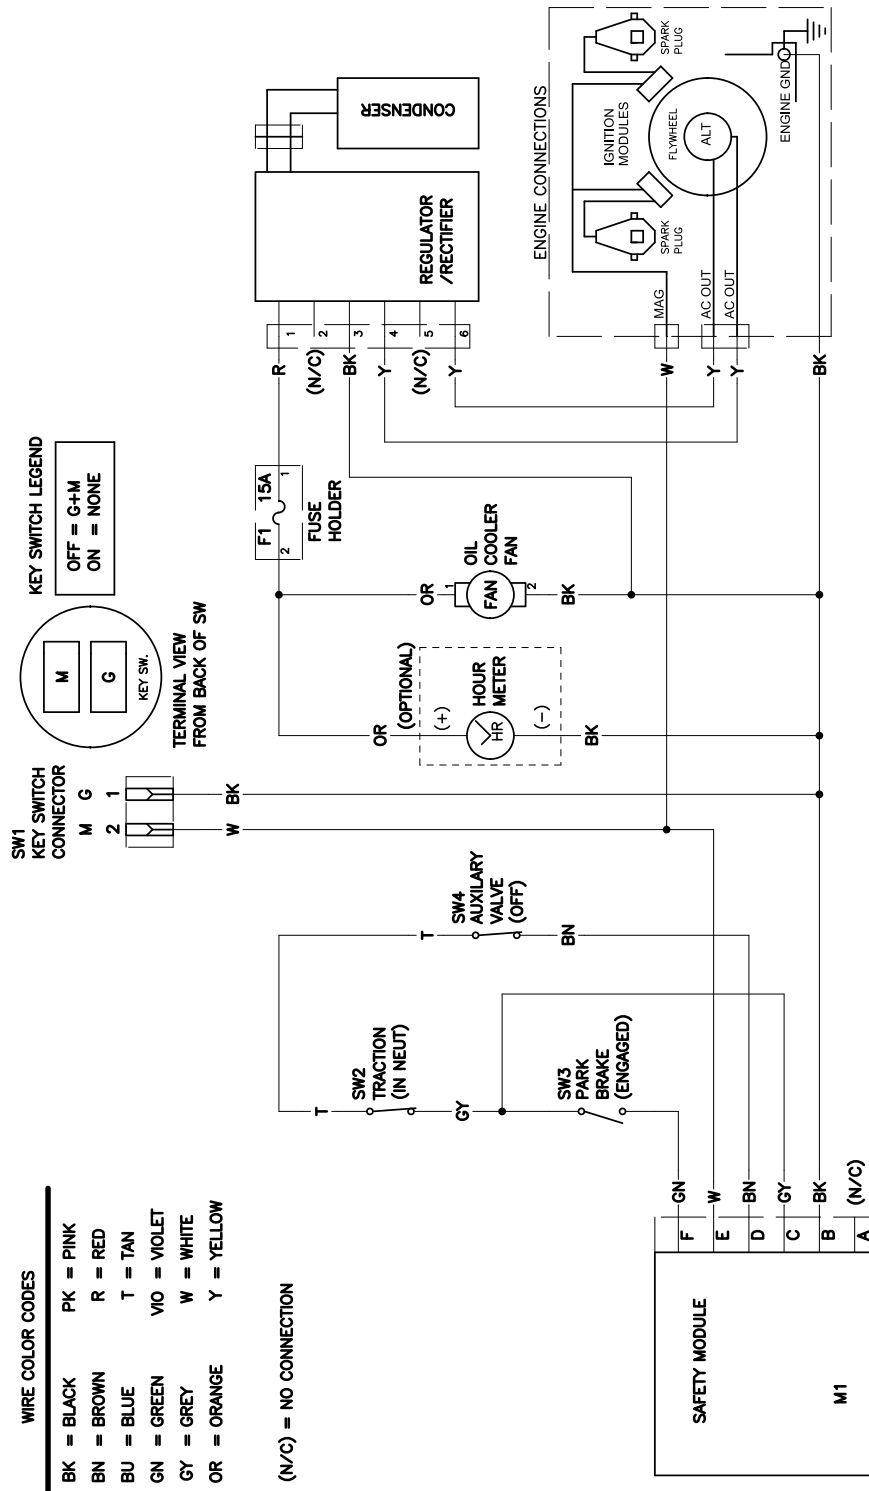 WIRE COLOR CODES
BK = BLACK PK = PINK
BN = BROWN R = RED
BU = BLUE T = TAN
GN = GREEN VIO = VIOLET
GY = GREY W = WHITE
OR = ORANGE Y = YELLOW
(N/C) = NO CONNECTION
SW1
KEY SWITCH
CONNECTOR
M G
2 1
W
BK
M
G
KEY SW.
TERMINAL VIEW
FROM BACK OF SW
KEY SWITCH LEGEND
OFF = G+M
ON = NONE
T
SW2
TRACTION
(IN NEUT)
GY
SW3
PARK
BRAKE
(ENGAGED)
T
SW4
AUXILARY
VALVE
(OFF)
BN
OR
(OPTIONAL)
(+)
HR
HOUR
METER
(-)
BK
F1 15A
2 1
FUSE
HOLDER
OR
1
FAN
2
OIL
COOLER
FAN
BK
R
(N/C)
BK
Y
(N/C)
Y
1
2
3
4
5
6
REGULATOR
/RECTIFIER
CONDENSER
ENGINE CONNECTIONS
IGNITION
MODULES
SPARK
PLUG
SPARK
PLUG
FLYWHEEL
ALT
ENGINE GND
MAG
AC OUT
AC OUT
W
Y
Y
BK
SAFETY MODULE
M1
F GN
E W
D BN
C GY
B BK
A (N/C)